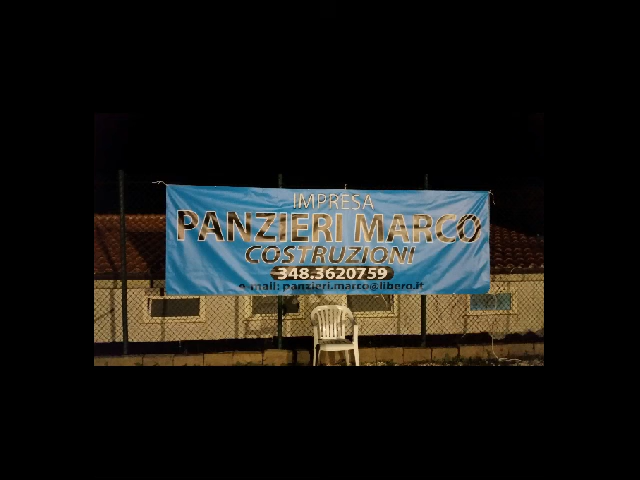 IMPRESA
PANZIERI MARCO
COSTRUZIONI
348.3620759
e-mail: panzieri.marco@libero.it